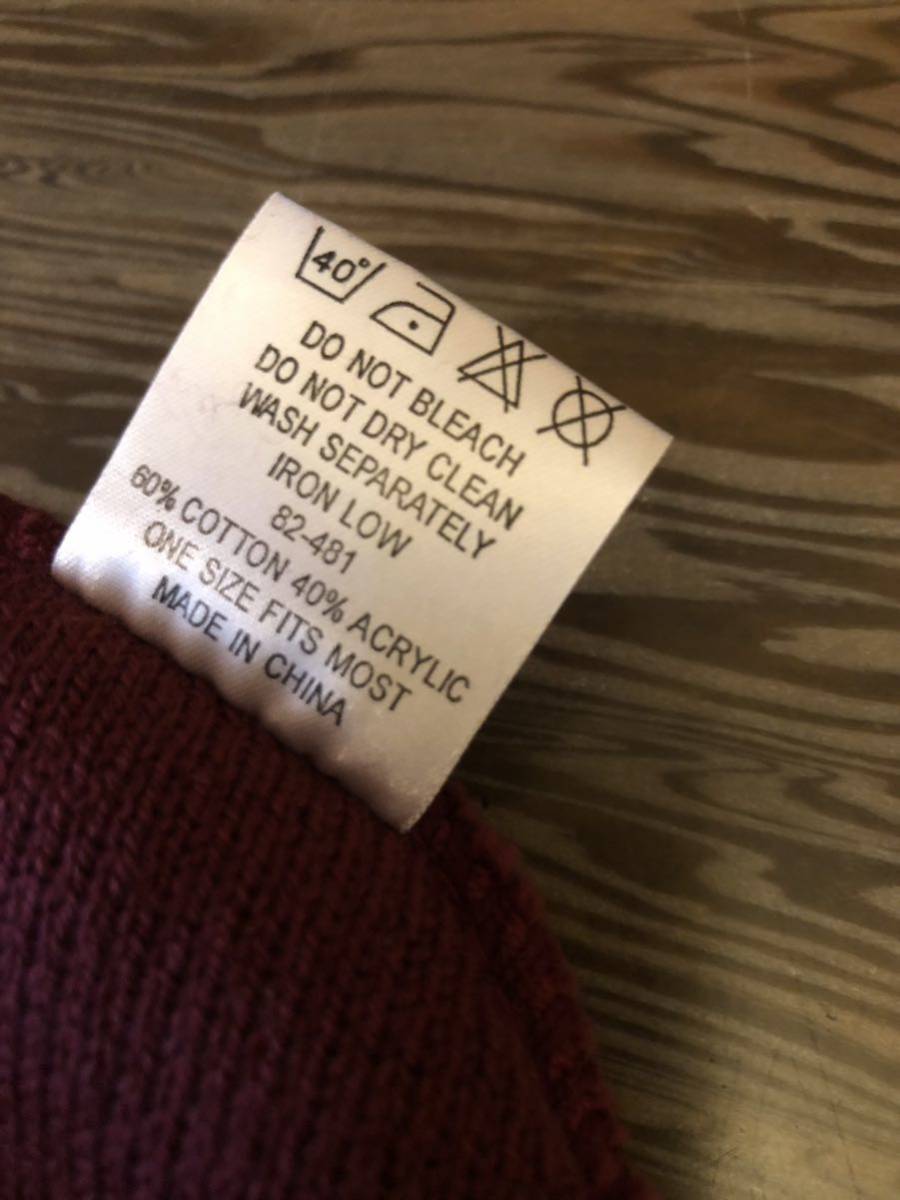 40°
DO NOT BLEACH
DO NOT DRY CLEAN
WASH SEPARATELY
IRON LOW
82-481
60% COTTON 40% ACRYLIC
ONE SIZE FITS MOST
MADE IN CHINA